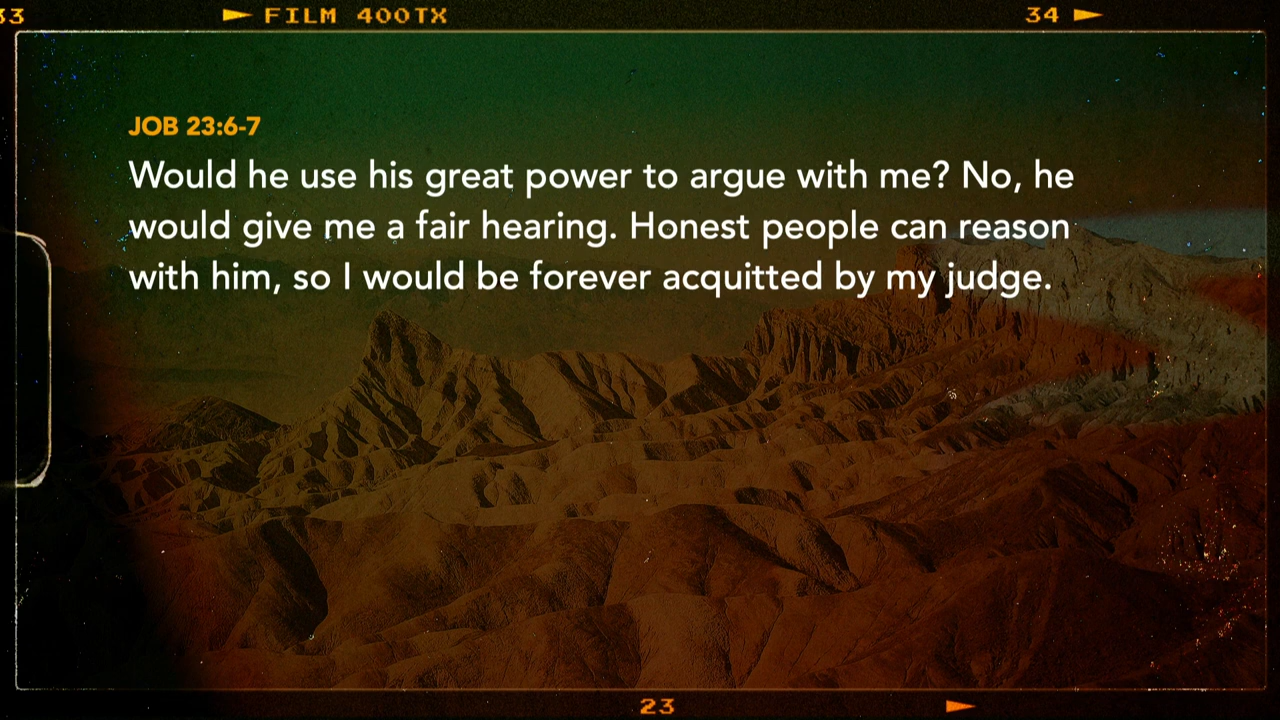 33 FILM 400TX 34
JOB 23:6-7
Would he use his great power to argue with me? No, he
would give me a fair hearing. Honest people can reason
with him, so I would be forever acquitted by my judge.
23